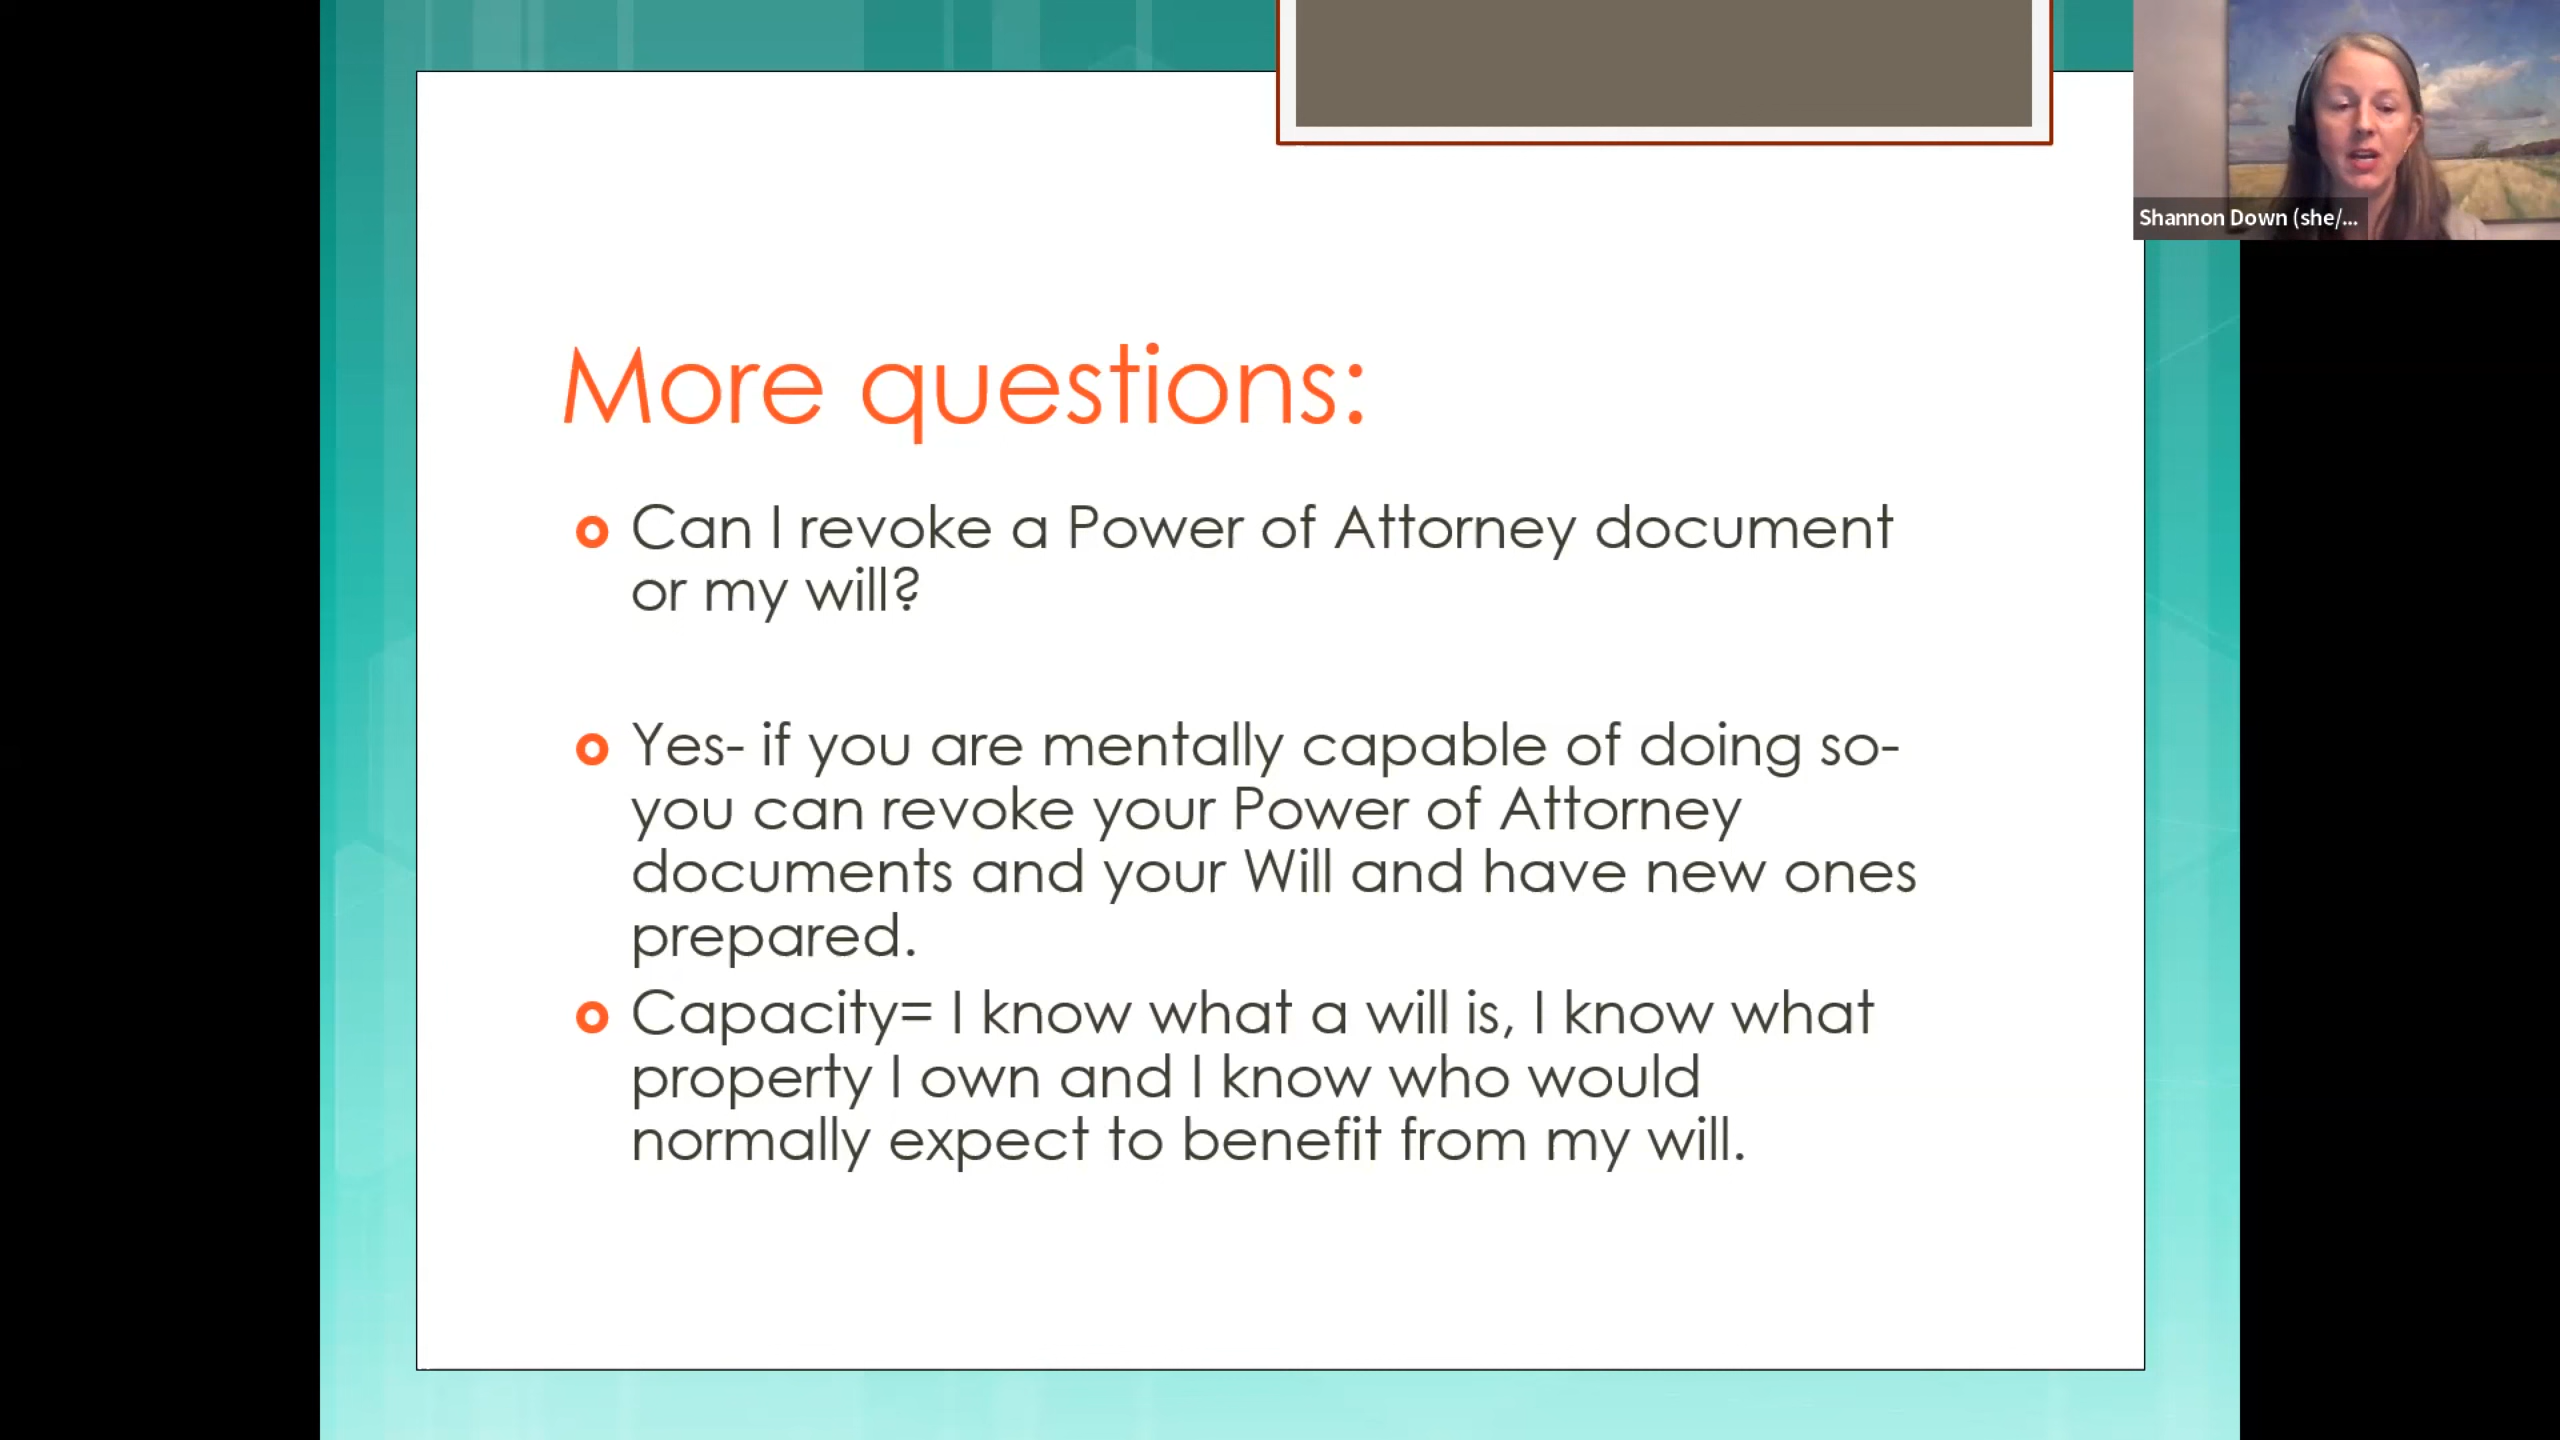 Shannon Down (she/...
More questions:
Can I revoke a Power of Attorney document
or my will?
Yes- if you are mentally capable of doing so-
you can revoke your Power of Attorney
documents and your Will and have new ones
prepared.
Capacity= I know what a will is, I know what
property I own and I know who would
normally expect to benefit from my will.